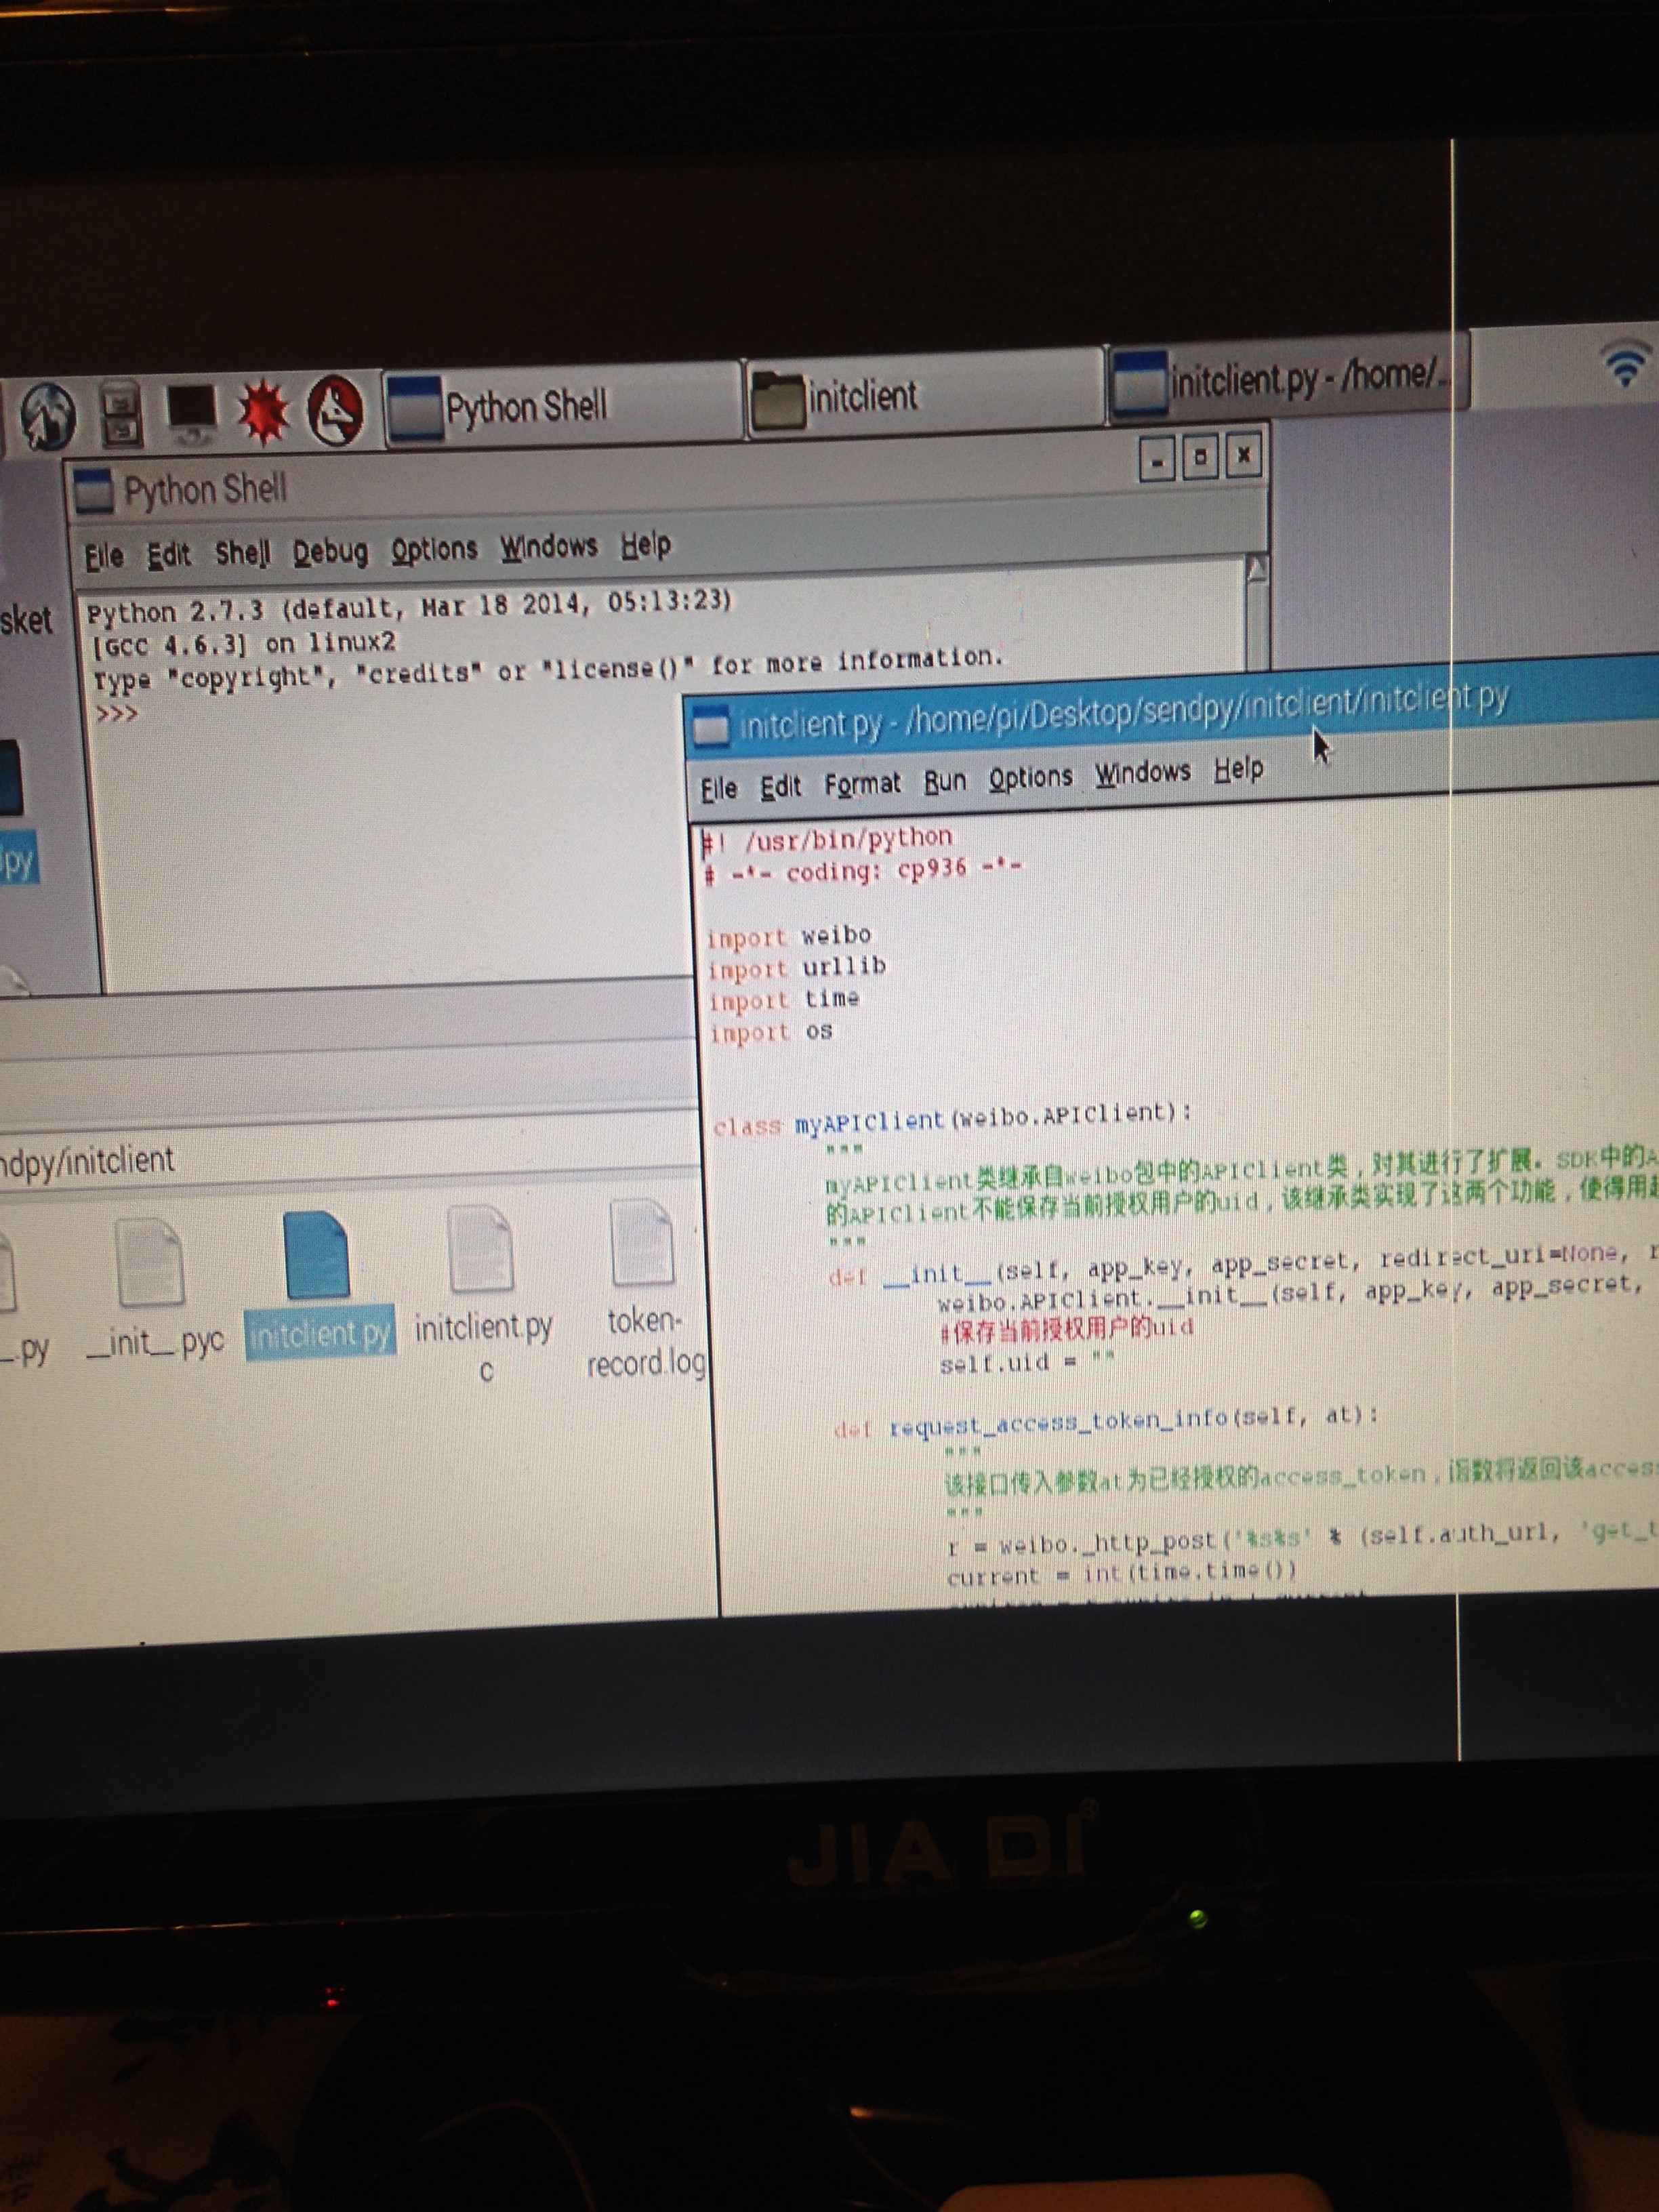 Python Shell
initclient
initclient.py - /home/...
Python Shell
File Edit Shell Debug Options Windows Help
Python 2.7.3 (default, Mar 18 2014, 05:13:23)
[GCC 4.6.3] on linux2
Type "copyright", "credits" or "license()" for more information.
>>>
sket
py
initclient.py - /home/pi/Desktop/sendpy/initclient/initclient.py
File Edit Format Run Options Windows Help
#! /usr/bin/python
# -*- coding: cp936 -*-
import weibo
import urllib
import time
import os
class myAPIClient(weibo.APIClient):
"""
myAPIClient类继承自weibo包中的APIClient类，对其进行了扩展。SDK中的A
的APIClient不能保存当前授权用户的uid，该继承类实现了这两个功能，使得用起
"""
def __init__(self, app_key, app_secret, redirect_uri=None, r
weibo.APIClient.__init__(self, app_key, app_secret,
#保存当前授权用户的uid
self.uid = ""
def request_access_token_info(self, at):
"""
该接口传入参数at为已经授权的access_token，函数将返回该access
"""
r = weibo._http_post('%s%s' % (self.auth_url, 'get_t
current = int(time.time())
ndpy/initclient
_.py
__init__.pyc
initclient.py
initclient.py
c
token-
record.log
JIA DI®